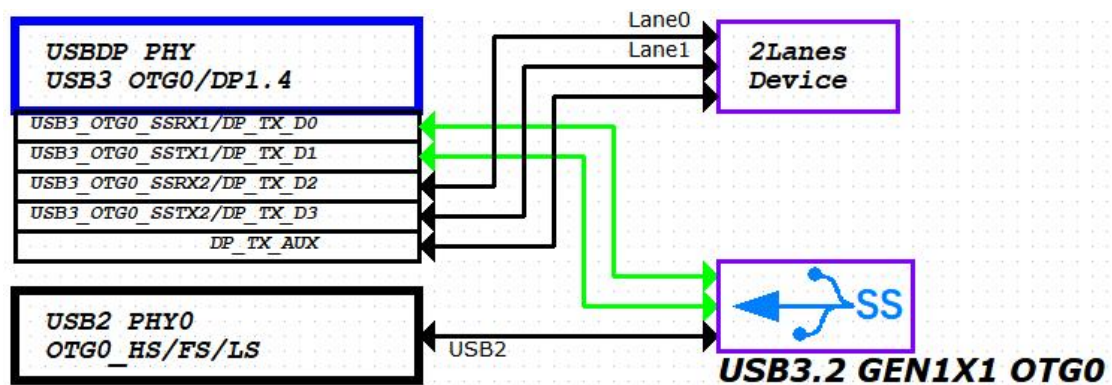 Lane0
USBDP PHY
USB3 OTG0/DP1.4
Lane1
2Lanes
Device
USB3_OTG0_SSRX1/DP_TX_D0
USB3_OTG0_SSTX1/DP_TX_D1
USB3_OTG0_SSRX2/DP_TX_D2
USB3_OTG0_SSTX2/DP_TX_D3
DP_TX_AUX
USB2 PHY0
OTG0_HS/FS/LS
USB2
SS
USB3.2 GEN1X1 OTG0